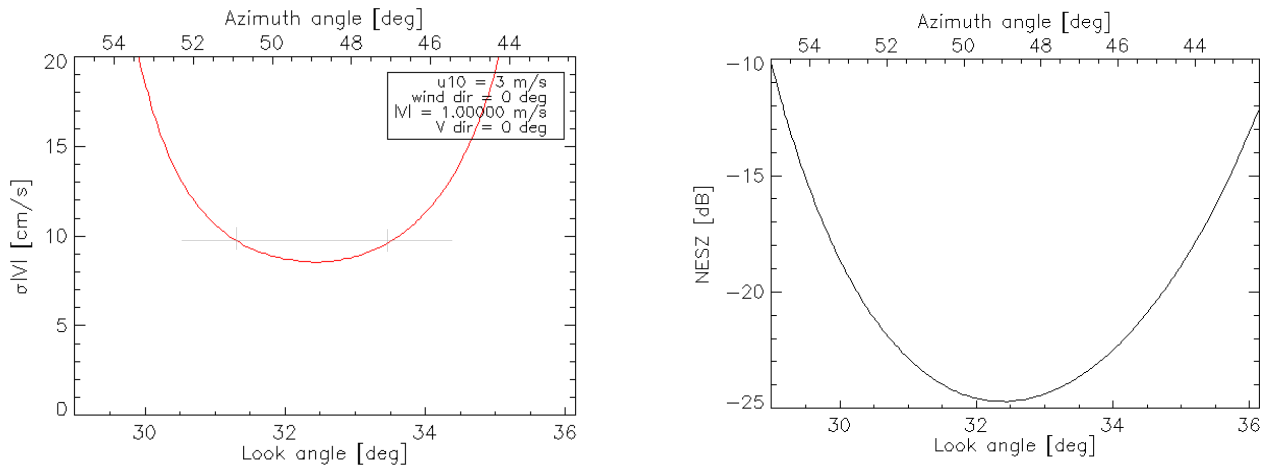 Azimuth angle [deg]
54 52 50 48 46 44
20
15
10
5
0
σ|V| [cm/s]
u10 = 3 m/s
wind dir = 0 deg
|V| = 1.00000 m/s
V dir = 0 deg
30 32 34 36
Look angle [deg]
Azimuth angle [deg]
54 52 50 48 46 44
−10
−15
−20
−25
NESZ [dB]
30 32 34 36
Look angle [deg]